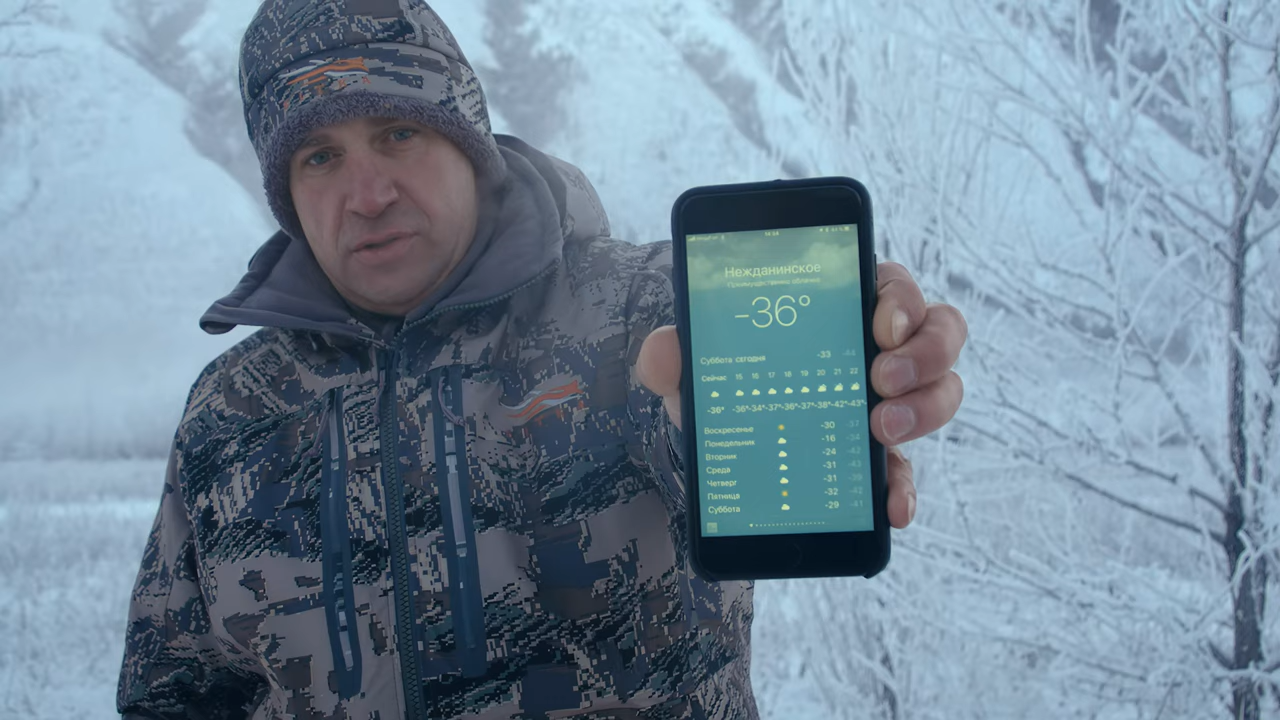 14:34
Нежданинское
Преимущественно облачно
-36°
Суббота сегодня -33 -44
Сейчас 15 16 17 18 19 20 21 22
-36° -36° -34° -37° -36° -37° -38° -42° -43°
Воскресенье -30 -37
Понедельник -16 -34
Вторник -24 -42
Среда -31 -43
Четверг -31 -39
Пятница -32 -42
Суббота -29 -41